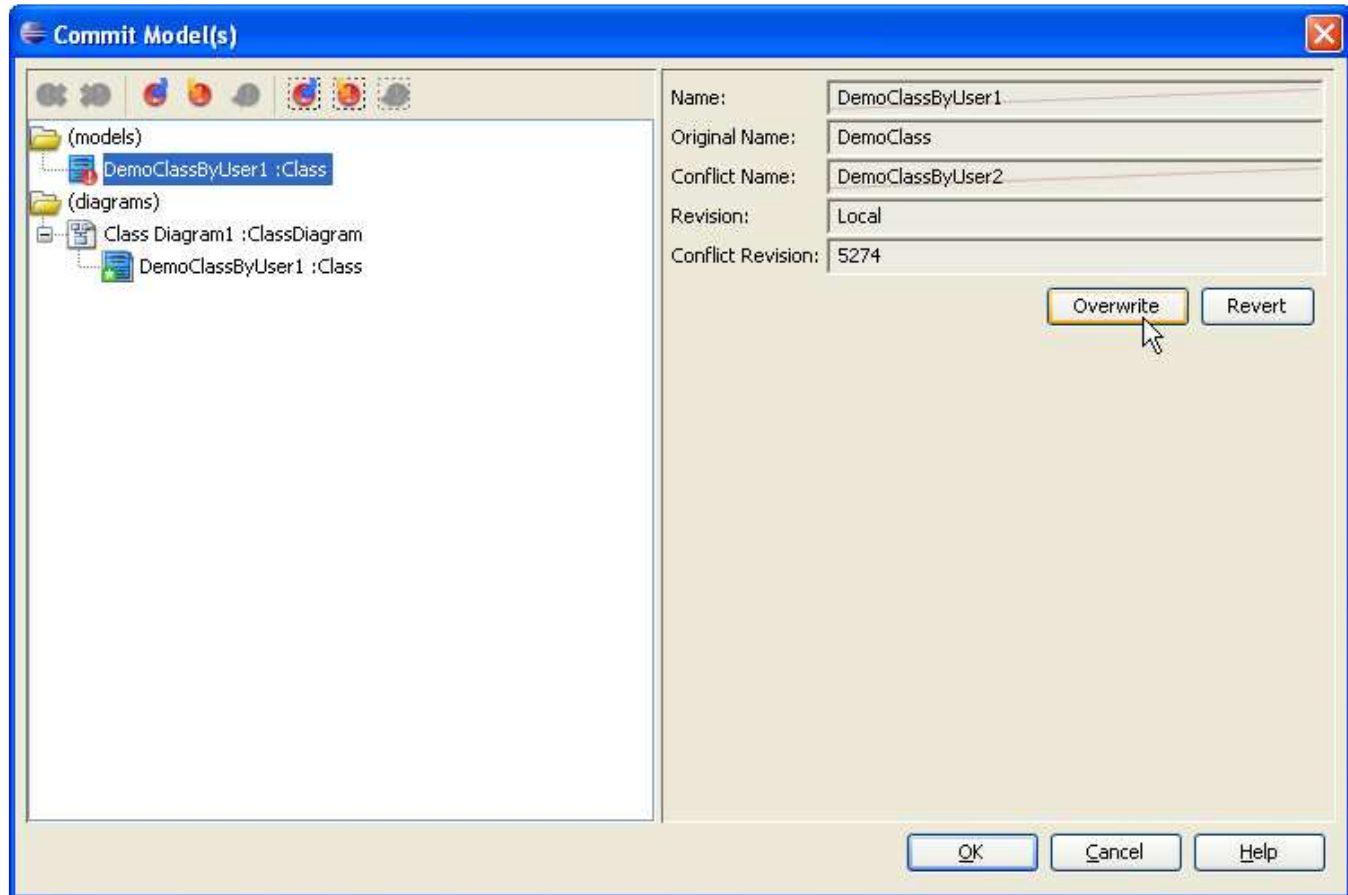 Commit Model(s)
(models)
DemoClassByUser1 :Class
(diagrams)
Class Diagram1 :ClassDiagram
DemoClassByUser1 :Class
Name: DemoClassByUser1
Original Name: DemoClass
Conflict Name: DemoClassByUser2
Revision: Local
Conflict Revision: 5274
Overwrite Revert
OK Cancel Help